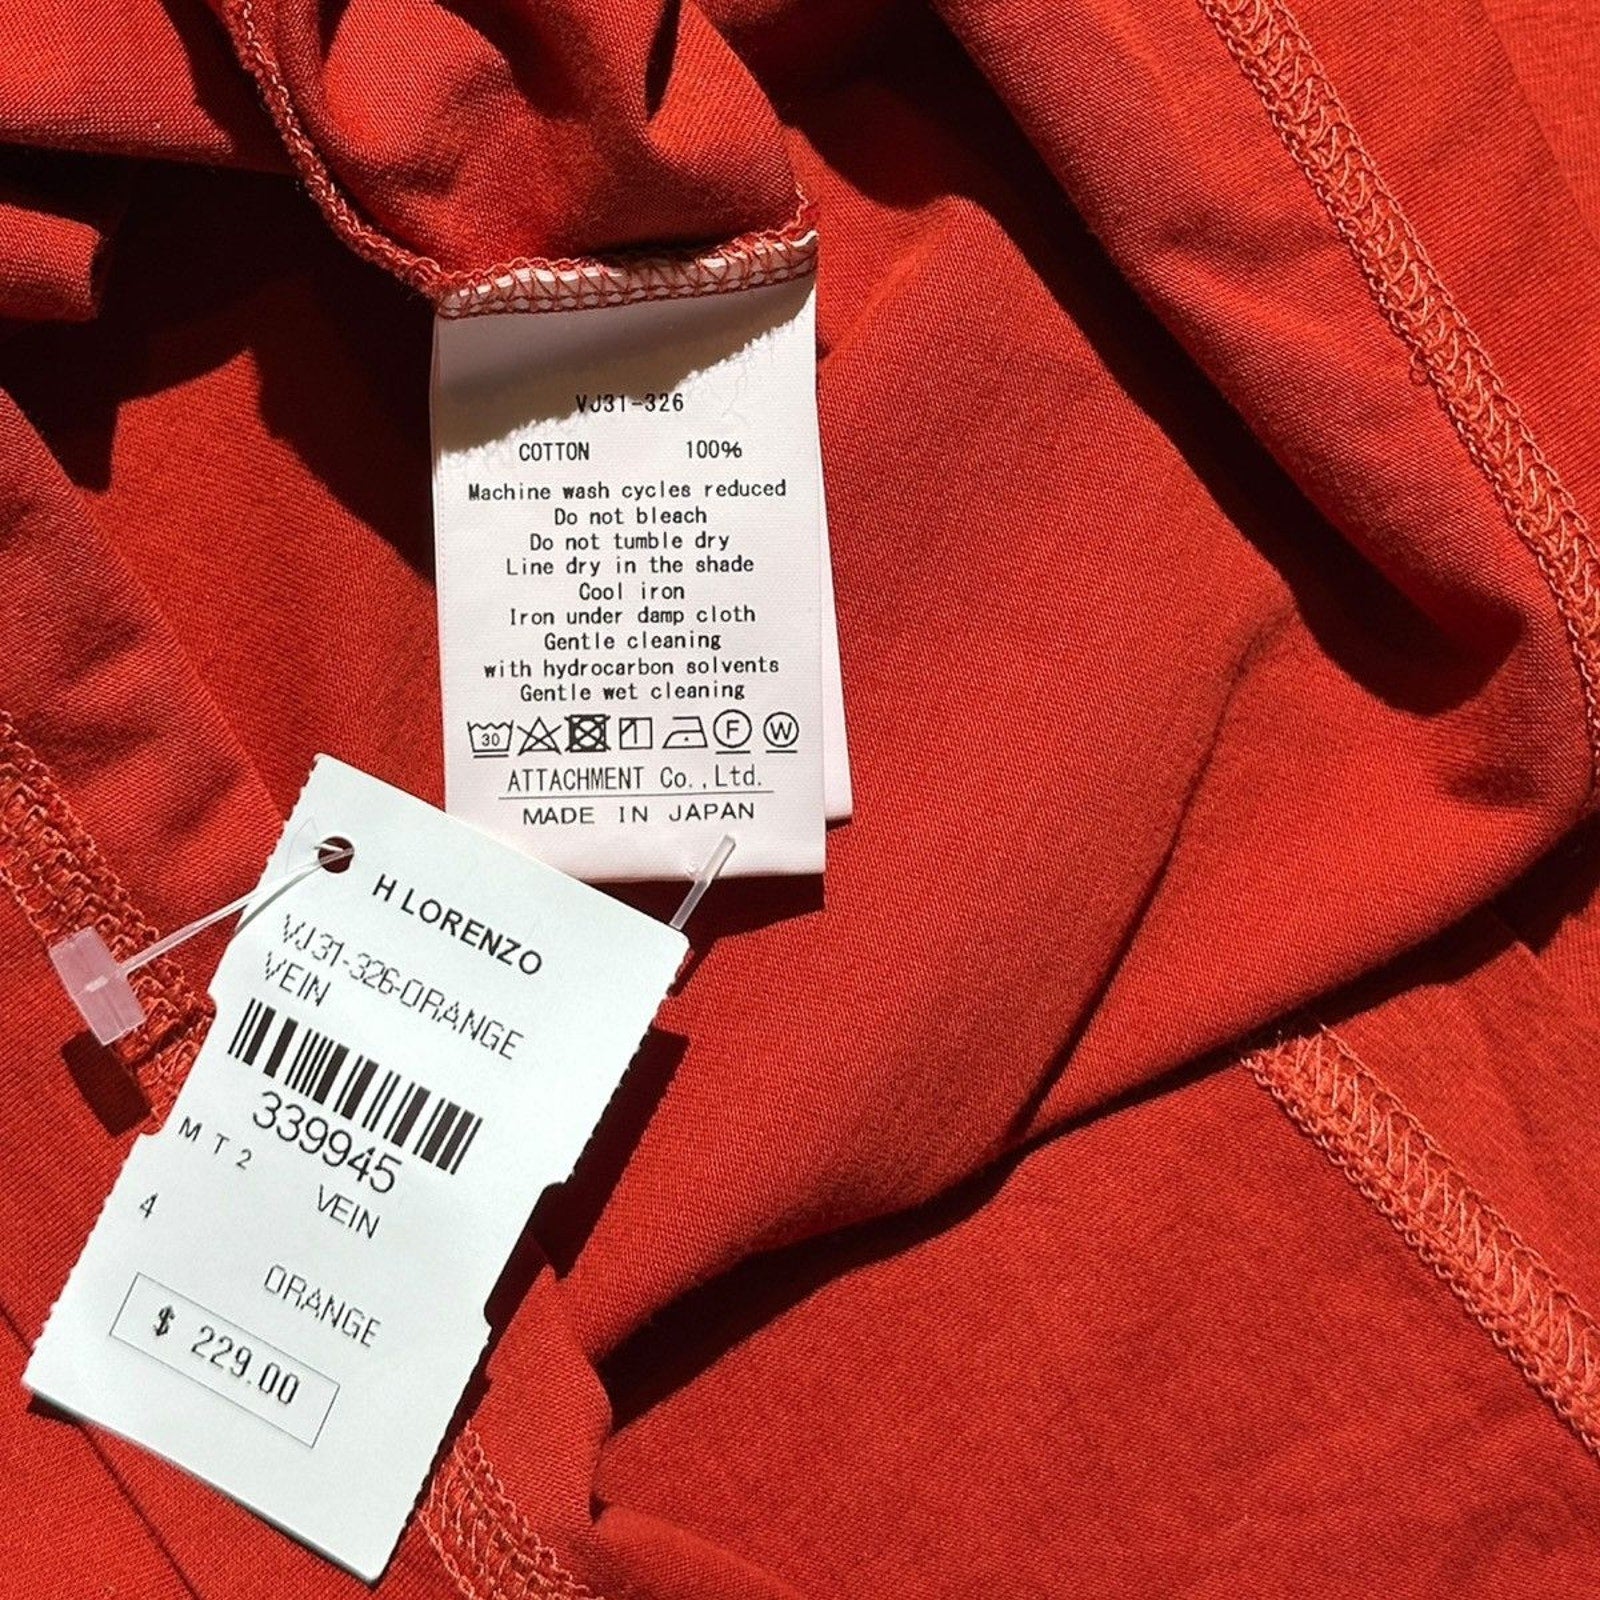 VJ31-326
COTTON 100%
Machine wash cycles reduced
Do not bleach
Do not tumble dry
Line dry in the shade
Cool iron
Iron under damp cloth
Gentle cleaning
with hydrocarbon solvents
Gentle wet cleaning
30 F W
ATTACHMENT Co.,Ltd.
MADE IN JAPAN
H LORENZO
VJ31-326-ORANGE
VEIN
339945
M T 2
VEIN
4
ORANGE
$ 229.00